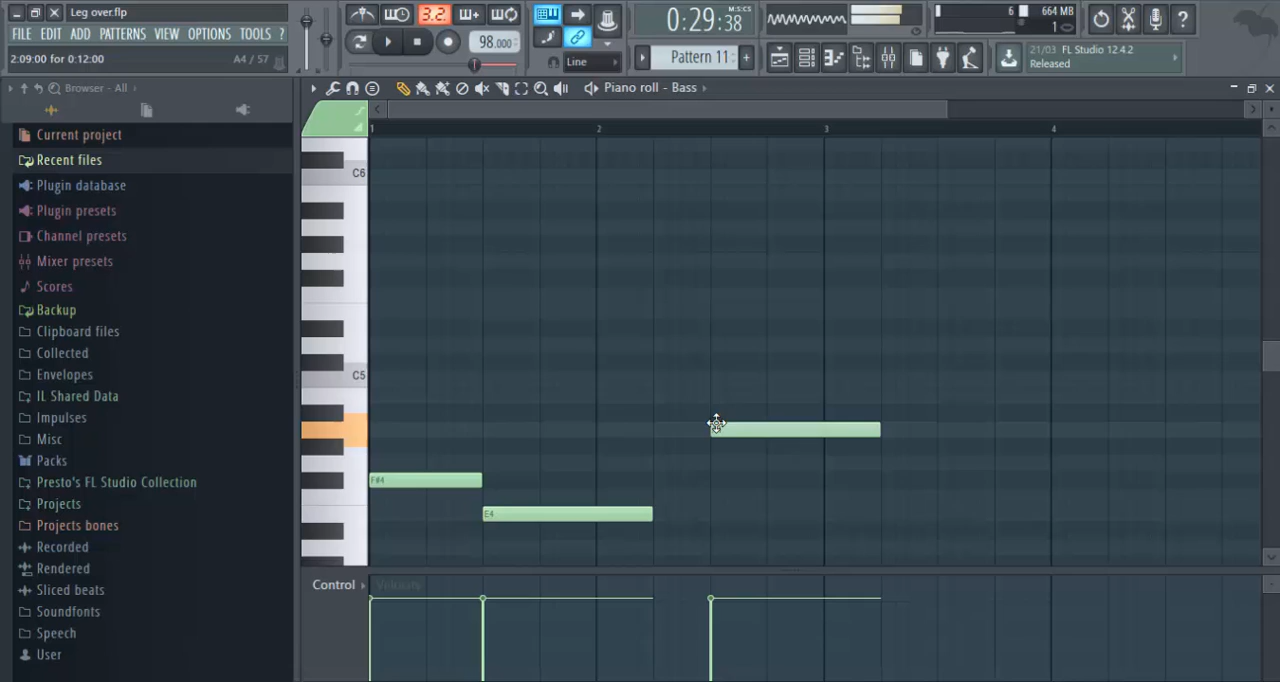 Leg over.flp
FILE EDIT ADD PATTERNS VIEW OPTIONS TOOLS ?
2:09:00 for 0:12:00 A4 / 57
3.2.
98.000
Line
0:29:38
M:S:CS
Pattern 11
6
664 MB
1
21/03 FL Studio 12.4.2
Released
Browser - All
Piano roll - Bass
Current project
Recent files
Plugin database
Plugin presets
Channel presets
Mixer presets
Scores
Backup
Clipboard files
Collected
Envelopes
IL Shared Data
Impulses
Misc
Packs
Presto's FL Studio Collection
Projects
Projects bones
Recorded
Rendered
Sliced beats
Soundfonts
Speech
User
1 2 3 4
C6
C5
F#4
E4
Control
Velocity